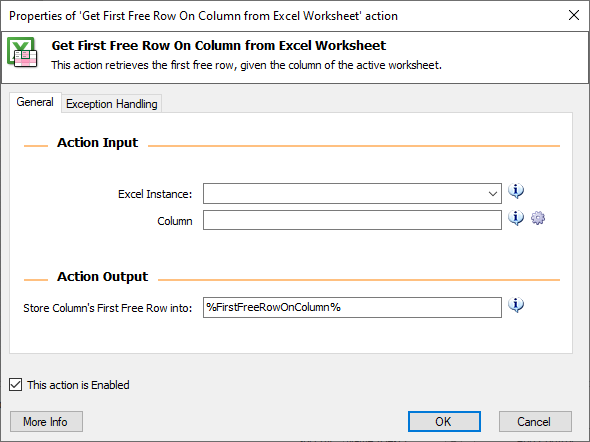 Properties of 'Get First Free Row On Column from Excel Worksheet' action
Get First Free Row On Column from Excel Worksheet
This action retrieves the first free row, given the column of the active worksheet.
General
Exception Handling
Action Input
Excel Instance:
Column
Action Output
Store Column's First Free Row into:
%FirstFreeRowOnColumn%
This action is Enabled
More Info
OK
Cancel